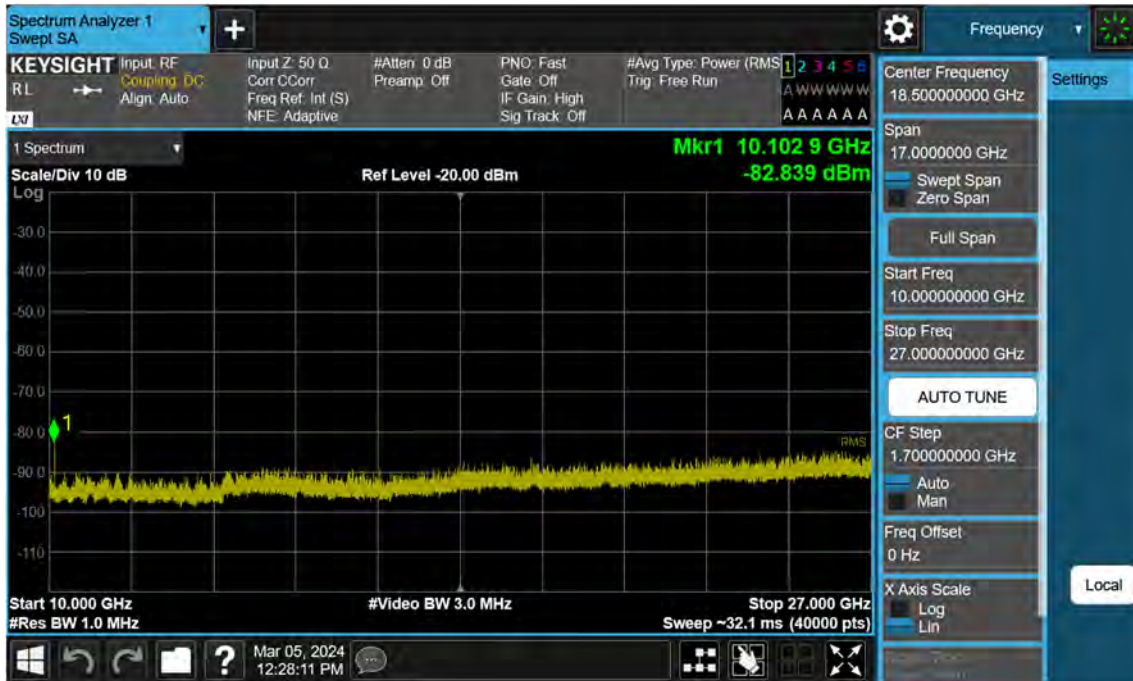 Spectrum Analyzer 1
Swept SA
+
Frequency
KEYSIGHT
RL
LXI
Input: RF
Coupling: DC
Align: Auto
Input Z: 50 Ω
Corr CCorr
Freq Ref: Int (S)
NFE: Adaptive
#Atten: 0 dB
Preamp: Off
PNO: Fast
Gate: Off
IF Gain: High
Sig Track: Off
#Avg Type: Power (RMS
Trig: Free Run
1 2 3 4 5 6
A W W W W W
A A A A A A
1 Spectrum
Scale/Div 10 dB
Ref Level -20.00 dBm
Mkr1 10.102 9 GHz
-82.839 dBm
Log
-30.0
-40.0
-50.0
-60.0
-70.0
-80.0
-90.0
-100
-110
1
RMS
Start 10.000 GHz
#Res BW 1.0 MHz
#Video BW 3.0 MHz
Stop 27.000 GHz
Sweep ~32.1 ms (40000 pts)
Center Frequency
18.500000000 GHz
Span
17.0000000 GHz
Swept Span
Zero Span
Full Span
Start Freq
10.000000000 GHz
Stop Freq
27.000000000 GHz
AUTO TUNE
CF Step
1.700000000 GHz
Auto
Man
Freq Offset
0 Hz
X Axis Scale
Log
Lin
Settings
Local
?
Mar 05, 2024
12:28:11 PM